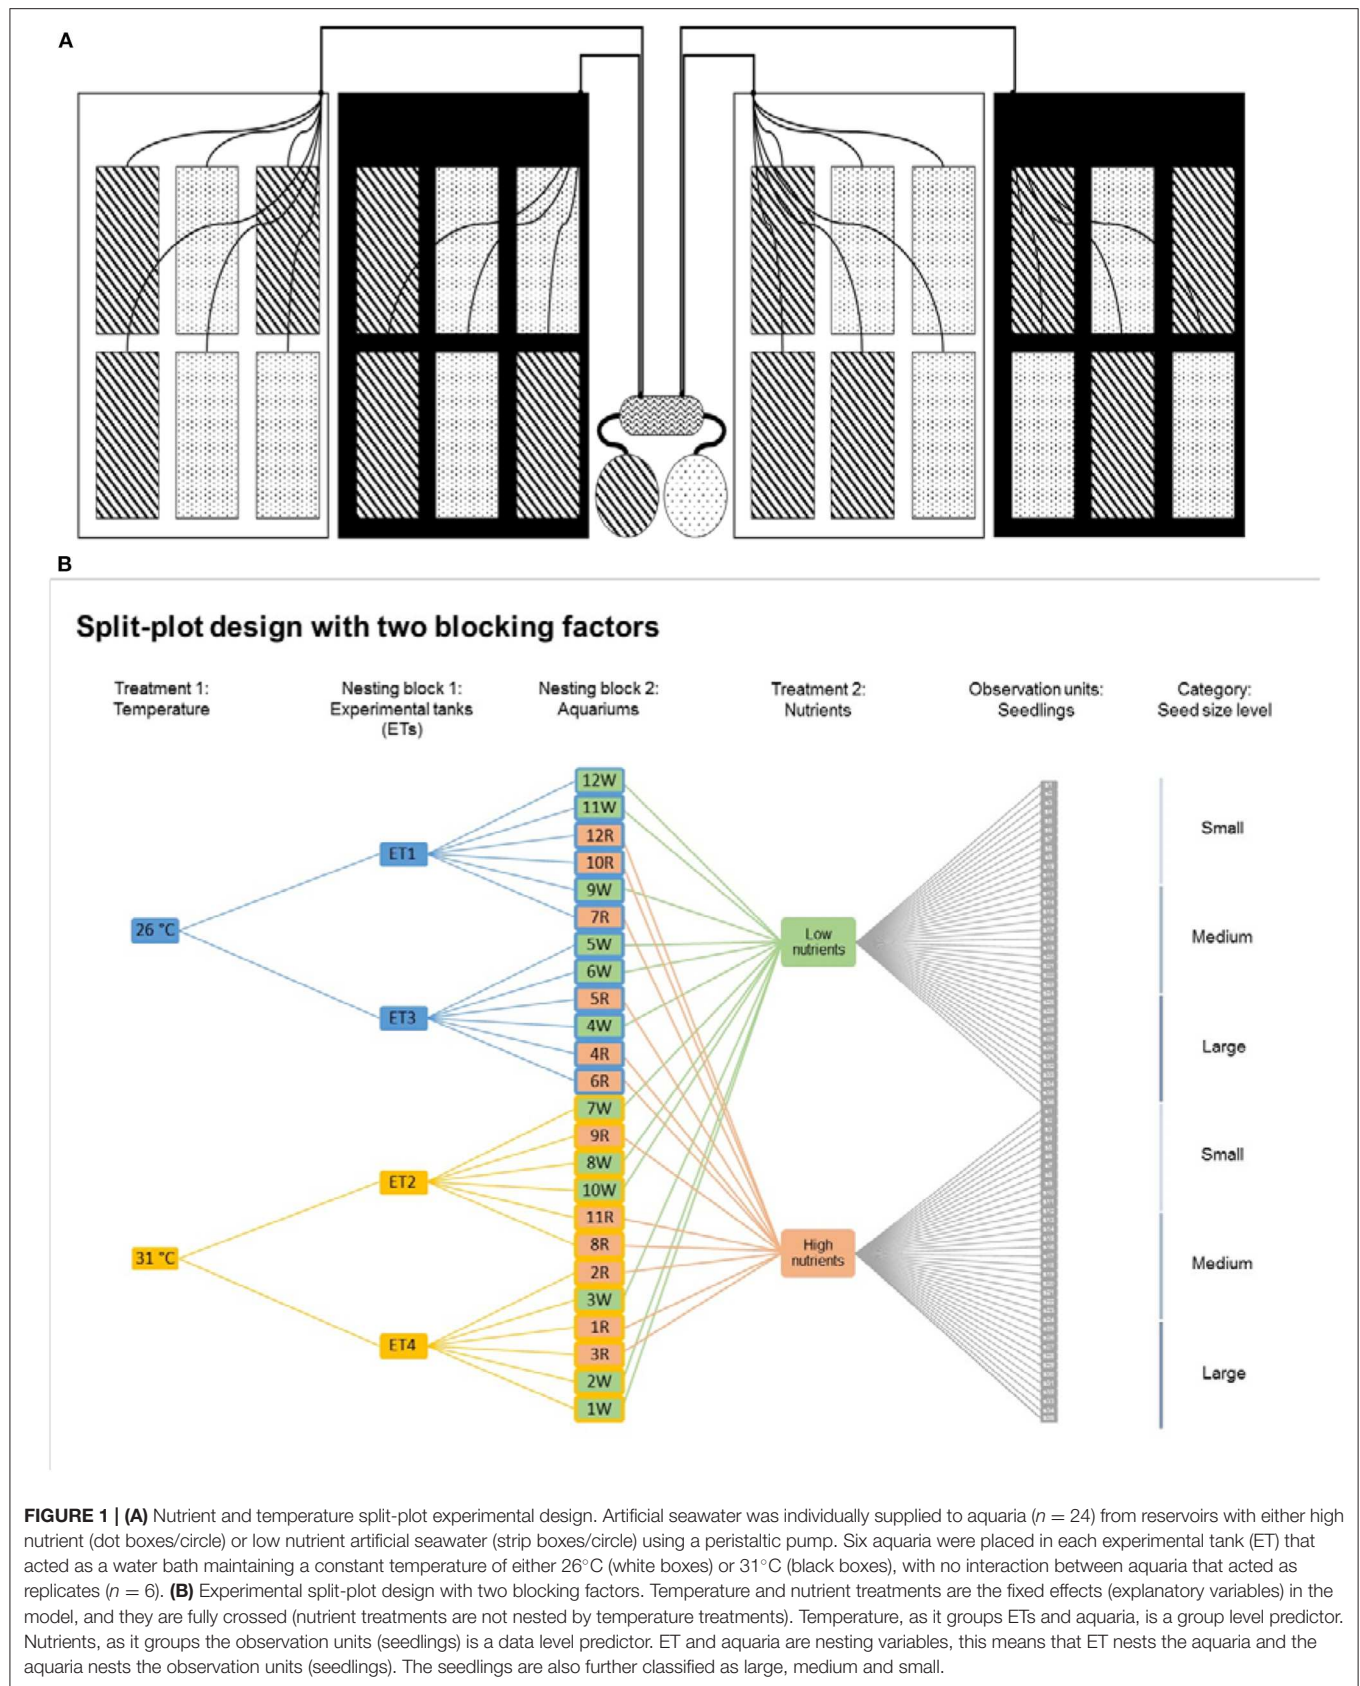 A
B
Split-plot design with two blocking factors
Treatment 1:
Temperature
Nesting block 1:
Experimental tanks
(ETs)
Nesting block 2:
Aquariums
Treatment 2:
Nutrients
Observation units:
Seedlings
Category:
Seed size level
26 °C
31 °C
ET1
ET3
ET2
ET4
12W
11W
12R
10R
9W
7R
5W
6W
5R
4W
4R
6R
7W
9R
8W
10W
11R
8R
2R
3W
1R
3R
2W
1W
Low
nutrients
High
nutrients
Small
Medium
Large
Small
Medium
Large
FIGURE 1 | (A) Nutrient and temperature split-plot experimental design. Artificial seawater was individually supplied to aquaria (n = 24) from reservoirs with either high
nutrient (dot boxes/circle) or low nutrient artificial seawater (strip boxes/circle) using a peristaltic pump. Six aquaria were placed in each experimental tank (ET) that
acted as a water bath maintaining a constant temperature of either 26°C (white boxes) or 31°C (black boxes), with no interaction between aquaria that acted as
replicates (n = 6). (B) Experimental split-plot design with two blocking factors. Temperature and nutrient treatments are the fixed effects (explanatory variables) in the
model, and they are fully crossed (nutrient treatments are not nested by temperature treatments). Temperature, as it groups ETs and aquaria, is a group level predictor.
Nutrients, as it groups the observation units (seedlings) is a data level predictor. ET and aquaria are nesting variables, this means that ET nests the aquaria and the
aquaria nests the observation units (seedlings). The seedlings are also further classified as large, medium and small.